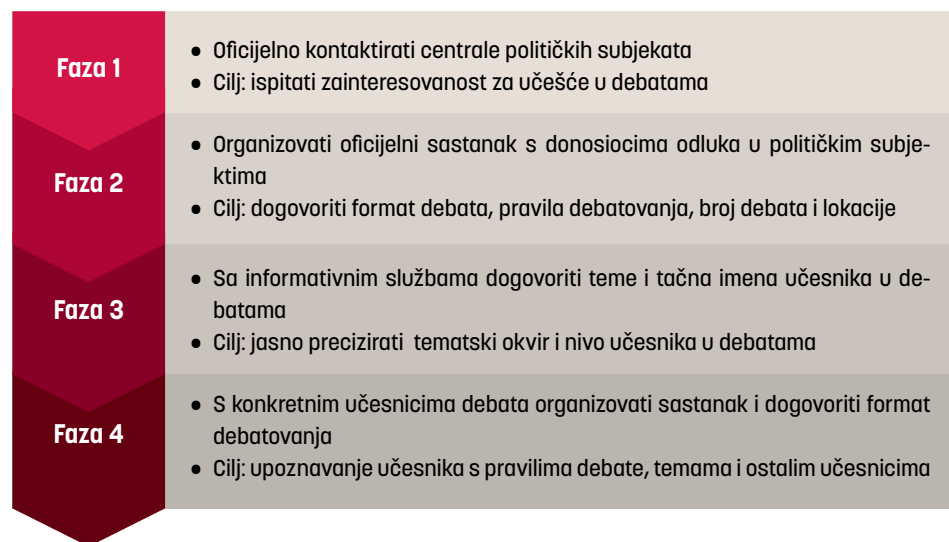 Faza 1
• Oficijelno kontaktirati centrale političkih subjekata
• Cilj: ispitati zainteresovanost za učešće u debatama
Faza 2
• Organizovati oficijelni sastanak s donosiocima odluka u političkim subje-
ktima
• Cilj: dogovoriti format debata, pravila debatovanja, broj debata i lokacije
Faza 3
• Sa informativnim službama dogovoriti teme i tačna imena učesnika u de-
batama
• Cilj: jasno precizirati tematski okvir i nivo učesnika u debatama
Faza 4
• S konkretnim učesnicima debata organizovati sastanak i dogovoriti format
debatovanja
• Cilj: upoznavanje učesnika s pravilima debate, temama i ostalim učesnicima